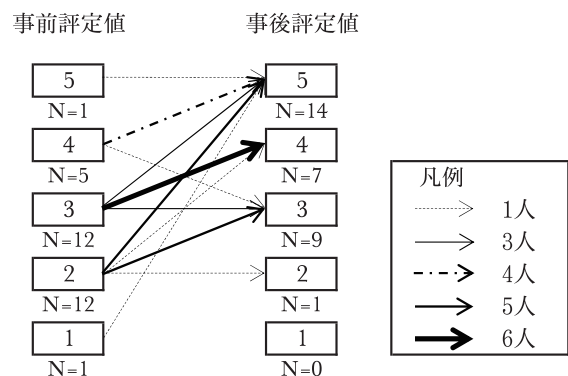 事前評定値 事後評定値
5 5
N=1 N=14
4 4
N=5 N=7
3 3
N=12 N=9
2 2
N=12 N=1
1 1
N=1 N=0
凡例
1人
3人
4人
5人
6人